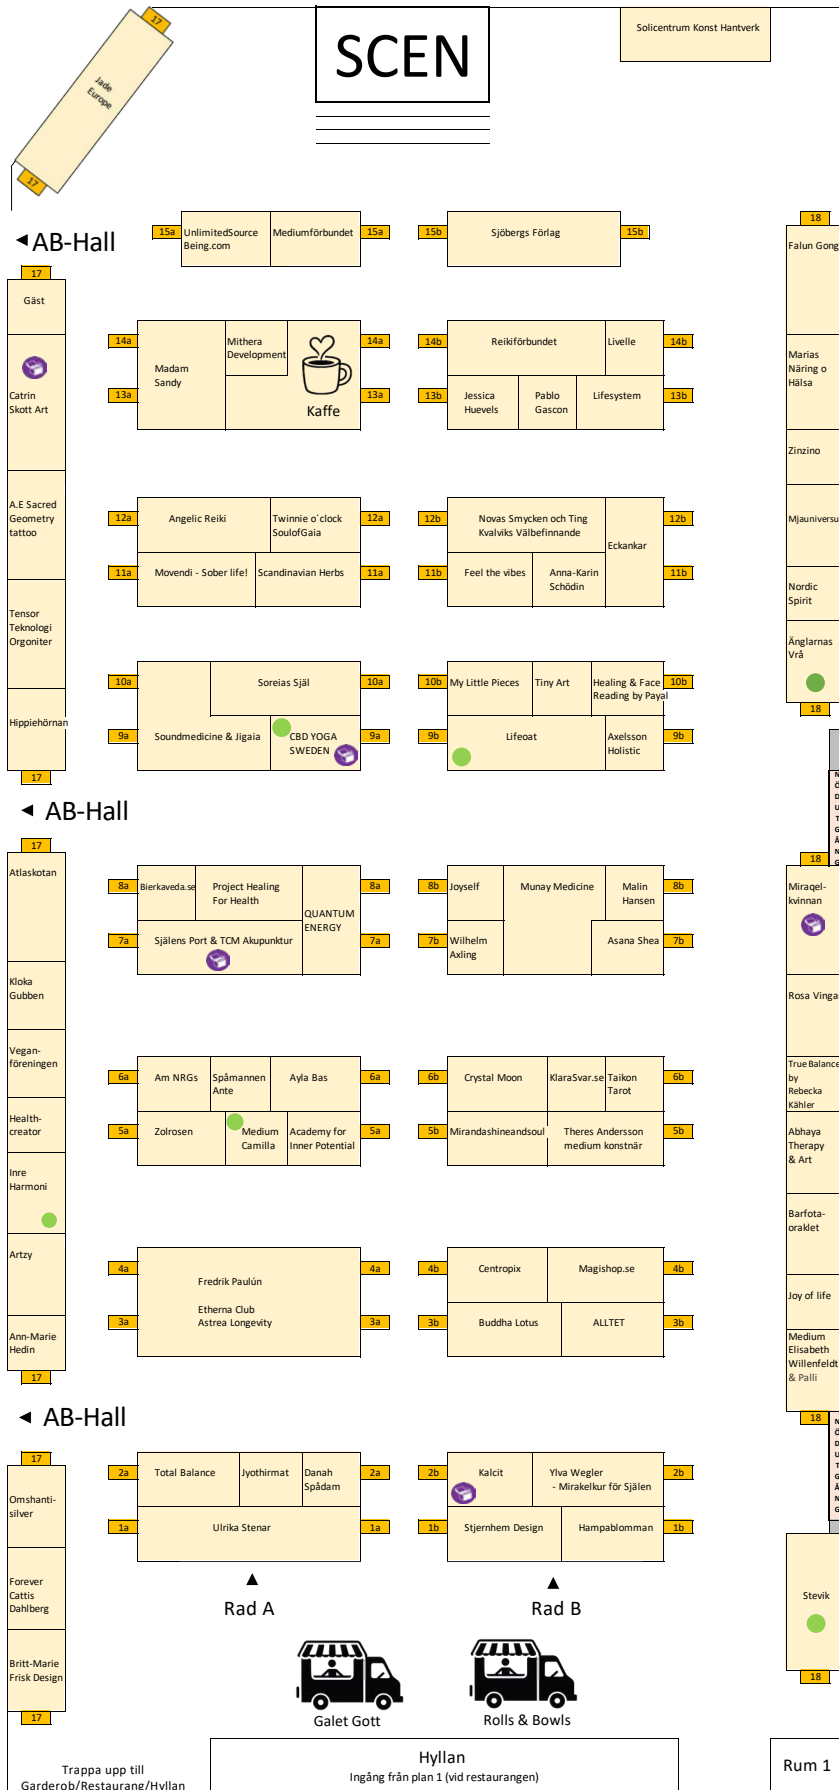 17
Jade
Europe
17
SCEN
Solicentrum Konst Hantverk
AB-Hall
15a
UnlimitedSource
Being.com
Mediumförbundet
15a
15b
Sjöbergs Förlag
15b
18
Falun Gong
17
Gäst
14a
Madam
Sandy
Mithera
Development
14a
13a
Kaffe
13a
14b
Reikiförbundet
Livelle
14b
13b
Jessica
Huevels
Pablo
Gascon
Lifesystem
13b
Marias
Näring o
Hälsa
Catrin
Skott Art
Zinzino
A.E Sacred
Geometry
tattoo
12a
Angelic Reiki
Twinnie o´clock
SoulofGaia
12a
11a
Movendi - Sober life!
Scandinavian Herbs
11a
12b
Novas Smycken och Ting
Kvalviks Välbefinnande
Eckankar
12b
11b
Feel the vibes
Anna-Karin
Schödin
11b
Mjauniversu
Nordic
Spirit
Tensor
Teknologi
Orgoniter
Änglarnas
Vrå
18
10a
Soreias Själ
10a
9a
Soundmedicine & Jigaia
CBD YOGA
SWEDEN
9a
10b
My Little Pieces
Tiny Art
Healing & Face
Reading by Payal
10b
9b
Lifeoat
Axelsson
Holistic
9b
Hippiehörnan
17
AB-Hall
N
Ö
D
U
T
G
Å
N
G
17
Atlaskotan
8a
Bierkaveda.se
Project Healing
For Health
QUANTUM
ENERGY
8a
7a
Själens Port & TCM Akupunktur
7a
8b
Joyself
Munay Medicine
Malin
Hansen
8b
7b
Wilhelm
Axling
Asana Shea
7b
18
Miraqel-
kvinnan
Kloka
Gubben
Rosa Vinga
Vegan-
föreningen
6a
Am NRGs
Spåmannen
Ante
Ayla Bas
6a
5a
Zolrosen
Medium
Camilla
Academy for
Inner Potential
5a
6b
Crystal Moon
KlaraSvar.se
Taikon
Tarot
6b
5b
Mirandashineandsoul
Theres Andersson
medium konstnär
5b
True Balance
by
Rebecka
Kähler
Health-
creator
Abhaya
Therapy
& Art
Inre
Harmoni
Barfota-
oraklet
Artzy
4a
Fredrik Paulún
Etherna Club
Astrea Longevity
4a
3a
3a
4b
Centropix
Magishop.se
4b
3b
Buddha Lotus
ALLTET
3b
Joy of life
Ann-Marie
Hedin
17
Medium
Elisabeth
Willenfeldt
& Palli
18
AB-Hall
N
Ö
D
U
T
G
Å
N
G
17
Omshanti-
silver
2a
Total Balance
Jyothirmat
Danah
Spådam
2a
1a
Ulrika Stenar
1a
2b
Kalcit
Ylva Wegler
- Mirakelkur för Själen
2b
1b
Stjernhem Design
Hampablomman
1b
Forever
Cattis
Dahlberg
Rad A
Rad B
Stevik
18
Britt-Marie
Frisk Design
17
Galet Gott
Rolls & Bowls
Trappa upp till
Garderob/Restaurang/Hyllan
Hyllan
Ingång från plan 1 (vid restaurangen)
Rum 1